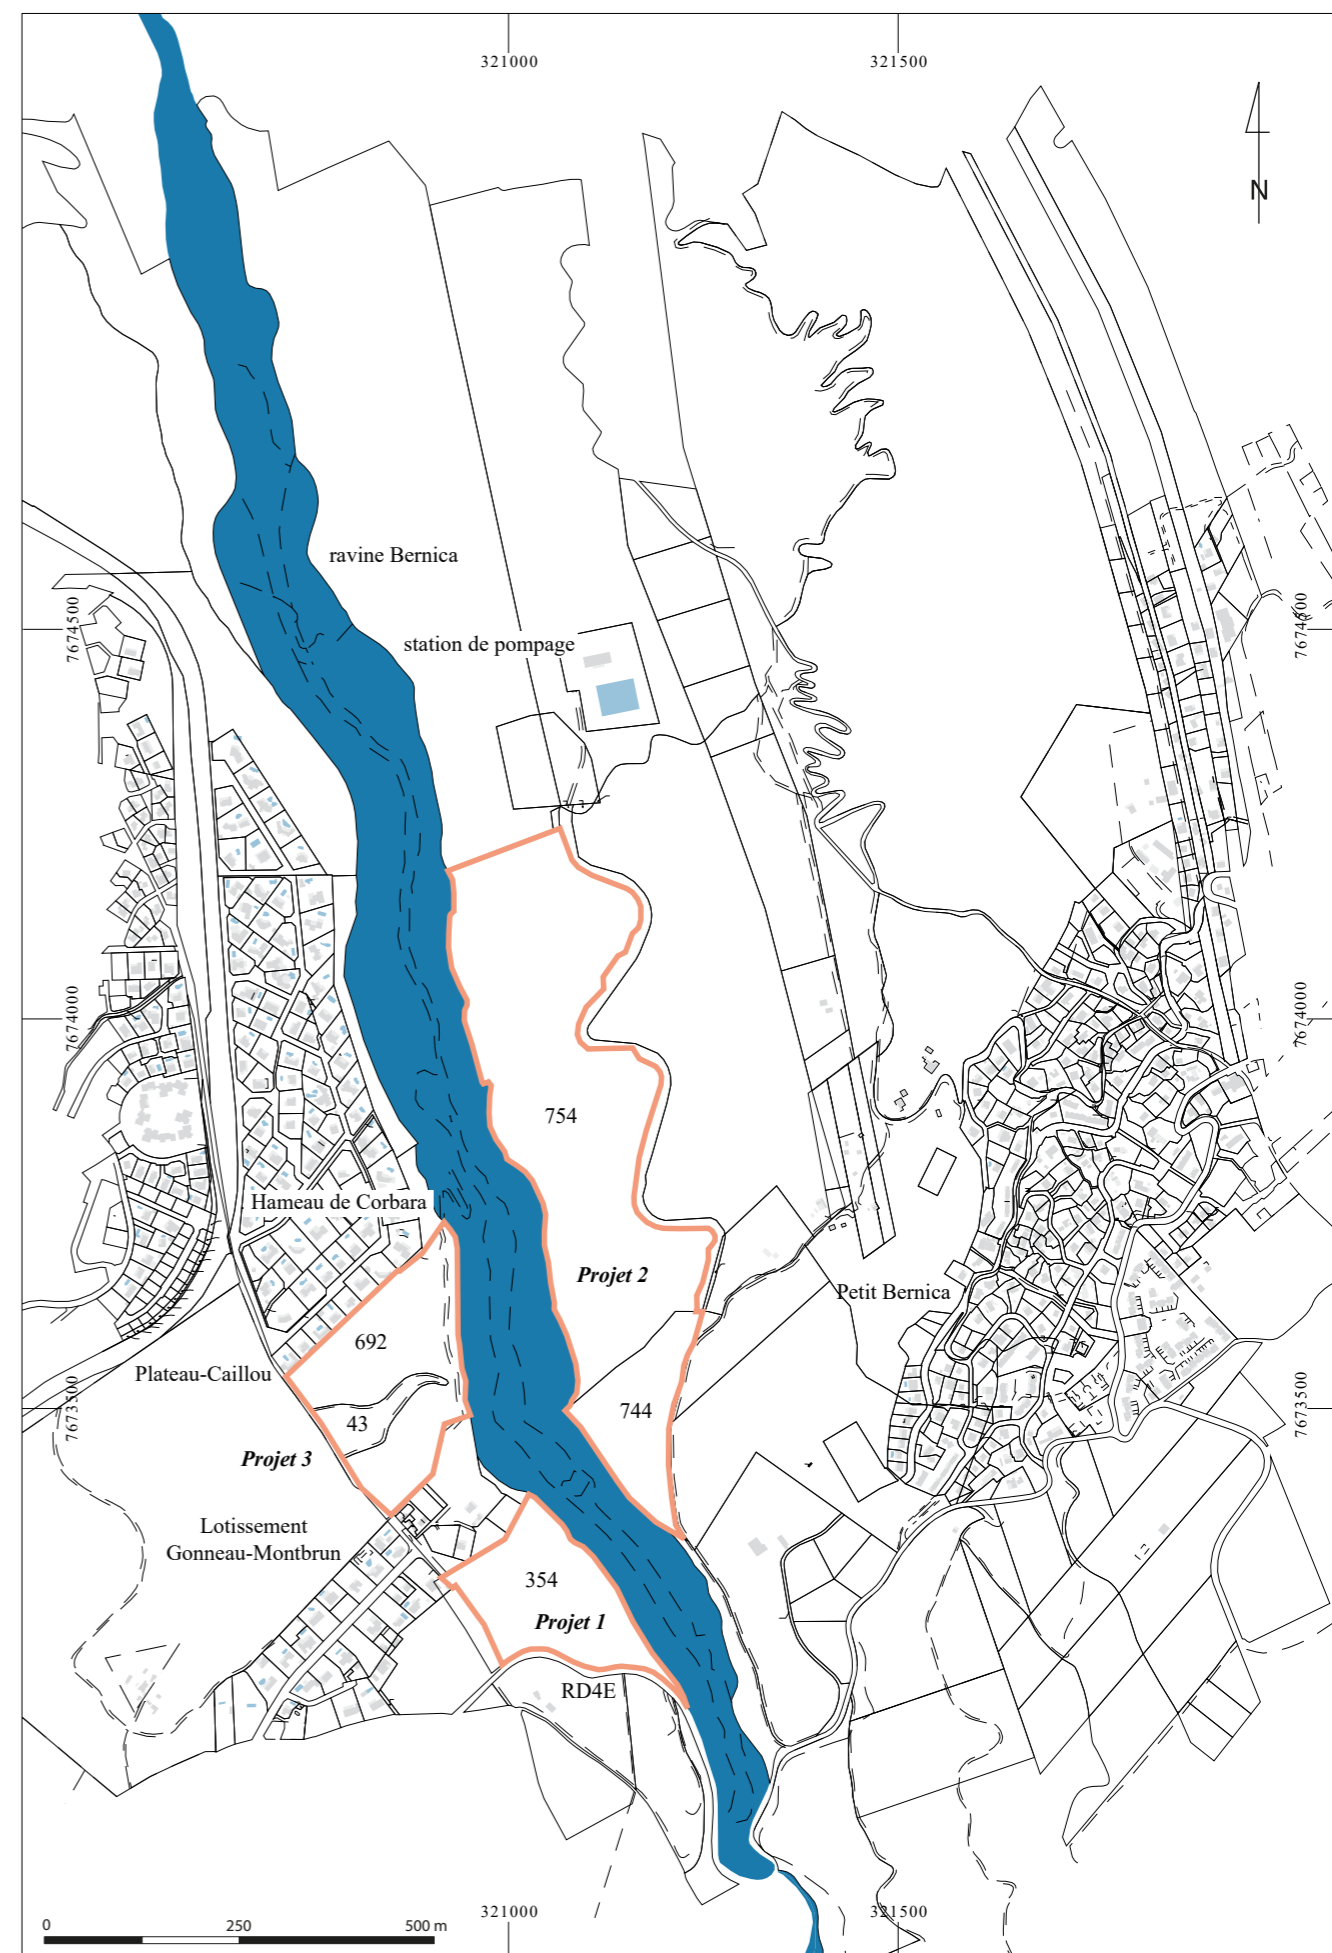 321000
321500
N
ravine Bernica
7674500
7674500
station de pompage
7674000
7674000
754
Hameau de Corbara
Projet 2
Petit Bernica
692
Plateau-Caillou
43
744
7673500
7673500
Projet 3
Lotissement
Gonneau-Montbrun
354
Projet 1
RD4E
321000
321500
0
250
500 m